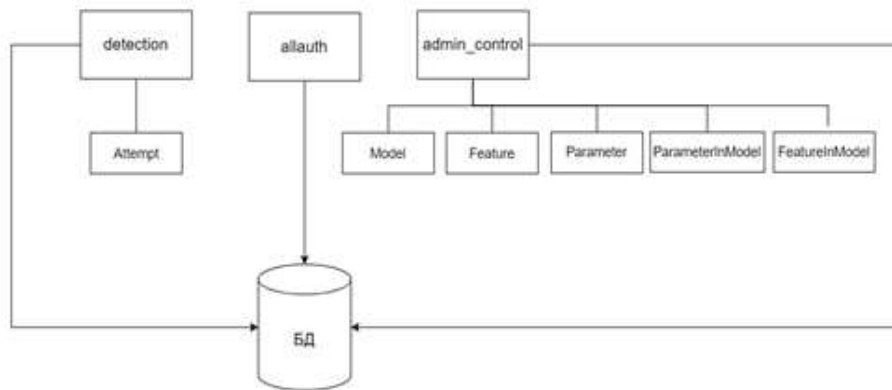 detection
allauth
admin_control
Attempt
Model
Feature
Parameter
ParameterInModel
FeatureInModel
БД